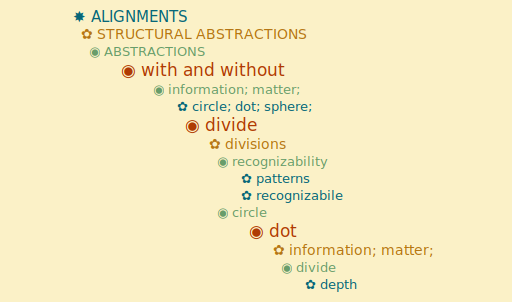 ✸ ALIGNMENTS
✿ STRUCTURAL ABSTRACTIONS
◉ ABSTRACTIONS
◉ with and without
◉ information; matter;
✿ circle; dot; sphere;
◉ divide
✿ divisions
◉ recognizability
✿ patterns
✿ recognizabile
◉ circle
◉ dot
✿ information; matter;
◉ divide
✿ depth